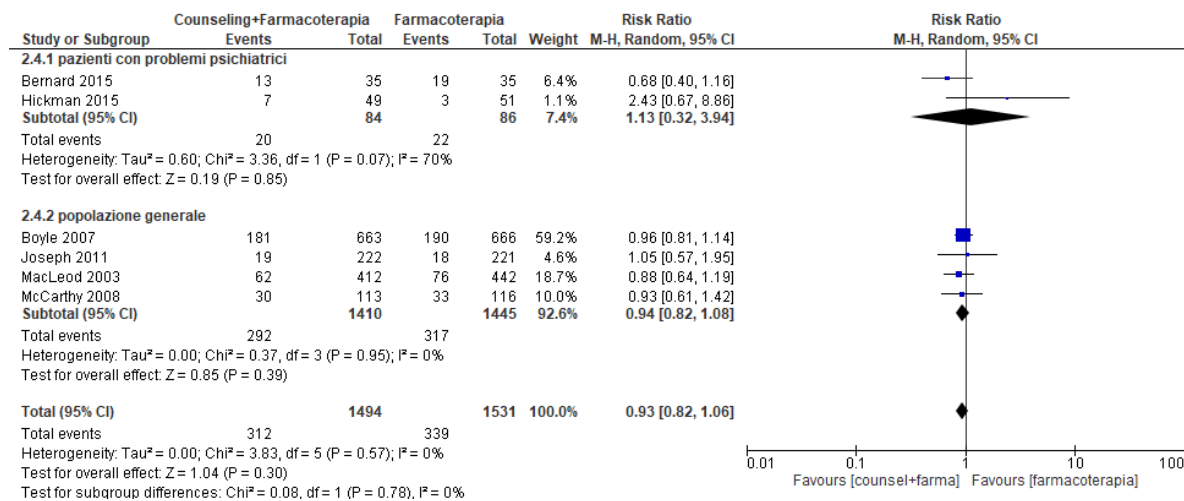 Counseling+Farmacoterapia Farmacoterapia Risk Ratio Risk Ratio
Study or Subgroup Events Total Events Total Weight M-H, Random, 95% CI M-H, Random, 95% CI
2.4.1 pazienti con problemi psichiatrici
Bernard 2015 13 35 19 35 6.4% 0.68 [0.40, 1.16]
Hickman 2015 7 49 3 51 1.1% 2.43 [0.67, 8.86]
Subtotal (95% CI) 84 86 7.4% 1.13 [0.32, 3.94]
Total events 20 22
Heterogeneity: Tau² = 0.60; Chi² = 3.36, df = 1 (P = 0.07); I² = 70%
Test for overall effect: Z = 0.19 (P = 0.85)
2.4.2 popolazione generale
Boyle 2007 181 663 190 666 59.2% 0.96 [0.81, 1.14]
Joseph 2011 19 222 18 221 4.6% 1.05 [0.57, 1.95]
MacLeod 2003 62 412 76 442 18.7% 0.88 [0.64, 1.19]
McCarthy 2008 30 113 33 116 10.0% 0.93 [0.61, 1.42]
Subtotal (95% CI) 1410 1445 92.6% 0.94 [0.82, 1.08]
Total events 292 317
Heterogeneity: Tau² = 0.00; Chi² = 0.37, df = 3 (P = 0.95); I² = 0%
Test for overall effect: Z = 0.85 (P = 0.39)
Total (95% CI) 1494 1531 100.0% 0.93 [0.82, 1.06]
Total events 312 339
Heterogeneity: Tau² = 0.00; Chi² = 3.83, df = 5 (P = 0.57); I² = 0%
Test for overall effect: Z = 1.04 (P = 0.30)
Test for subgroup differences: Chi² = 0.08, df = 1 (P = 0.78), I² = 0%
0.01 0.1 1 10 100
Favours [counsel+farma] Favours [farmacoterapia]